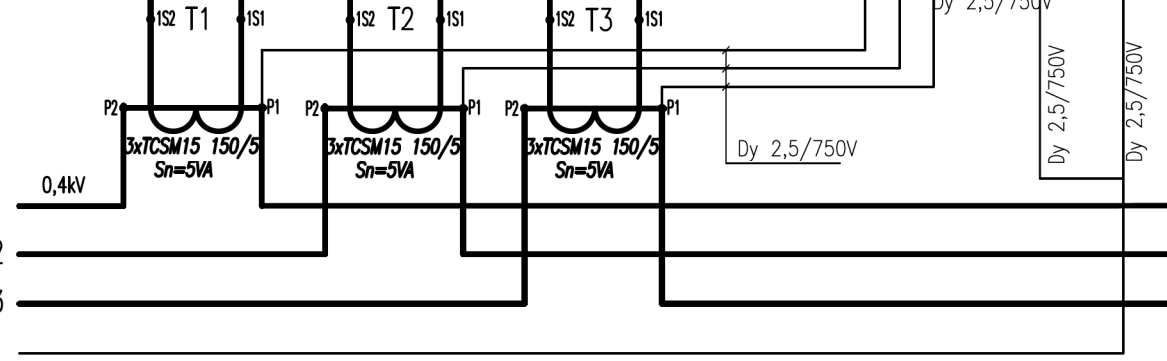 1S2 T1 1S1
1S2 T2 1S1
1S2 T3 1S1
Dy 2,5/750V
P2 P1
P2 P1
P2 P1
3xTCSM15 150/5
Sn=5VA
3xTCSM15 150/5
Sn=5VA
3xTCSM15 150/5
Sn=5VA
Dy 2,5/750V
Dy 2,5/750V
Dy 2,5/750V
0,4kV
2
3